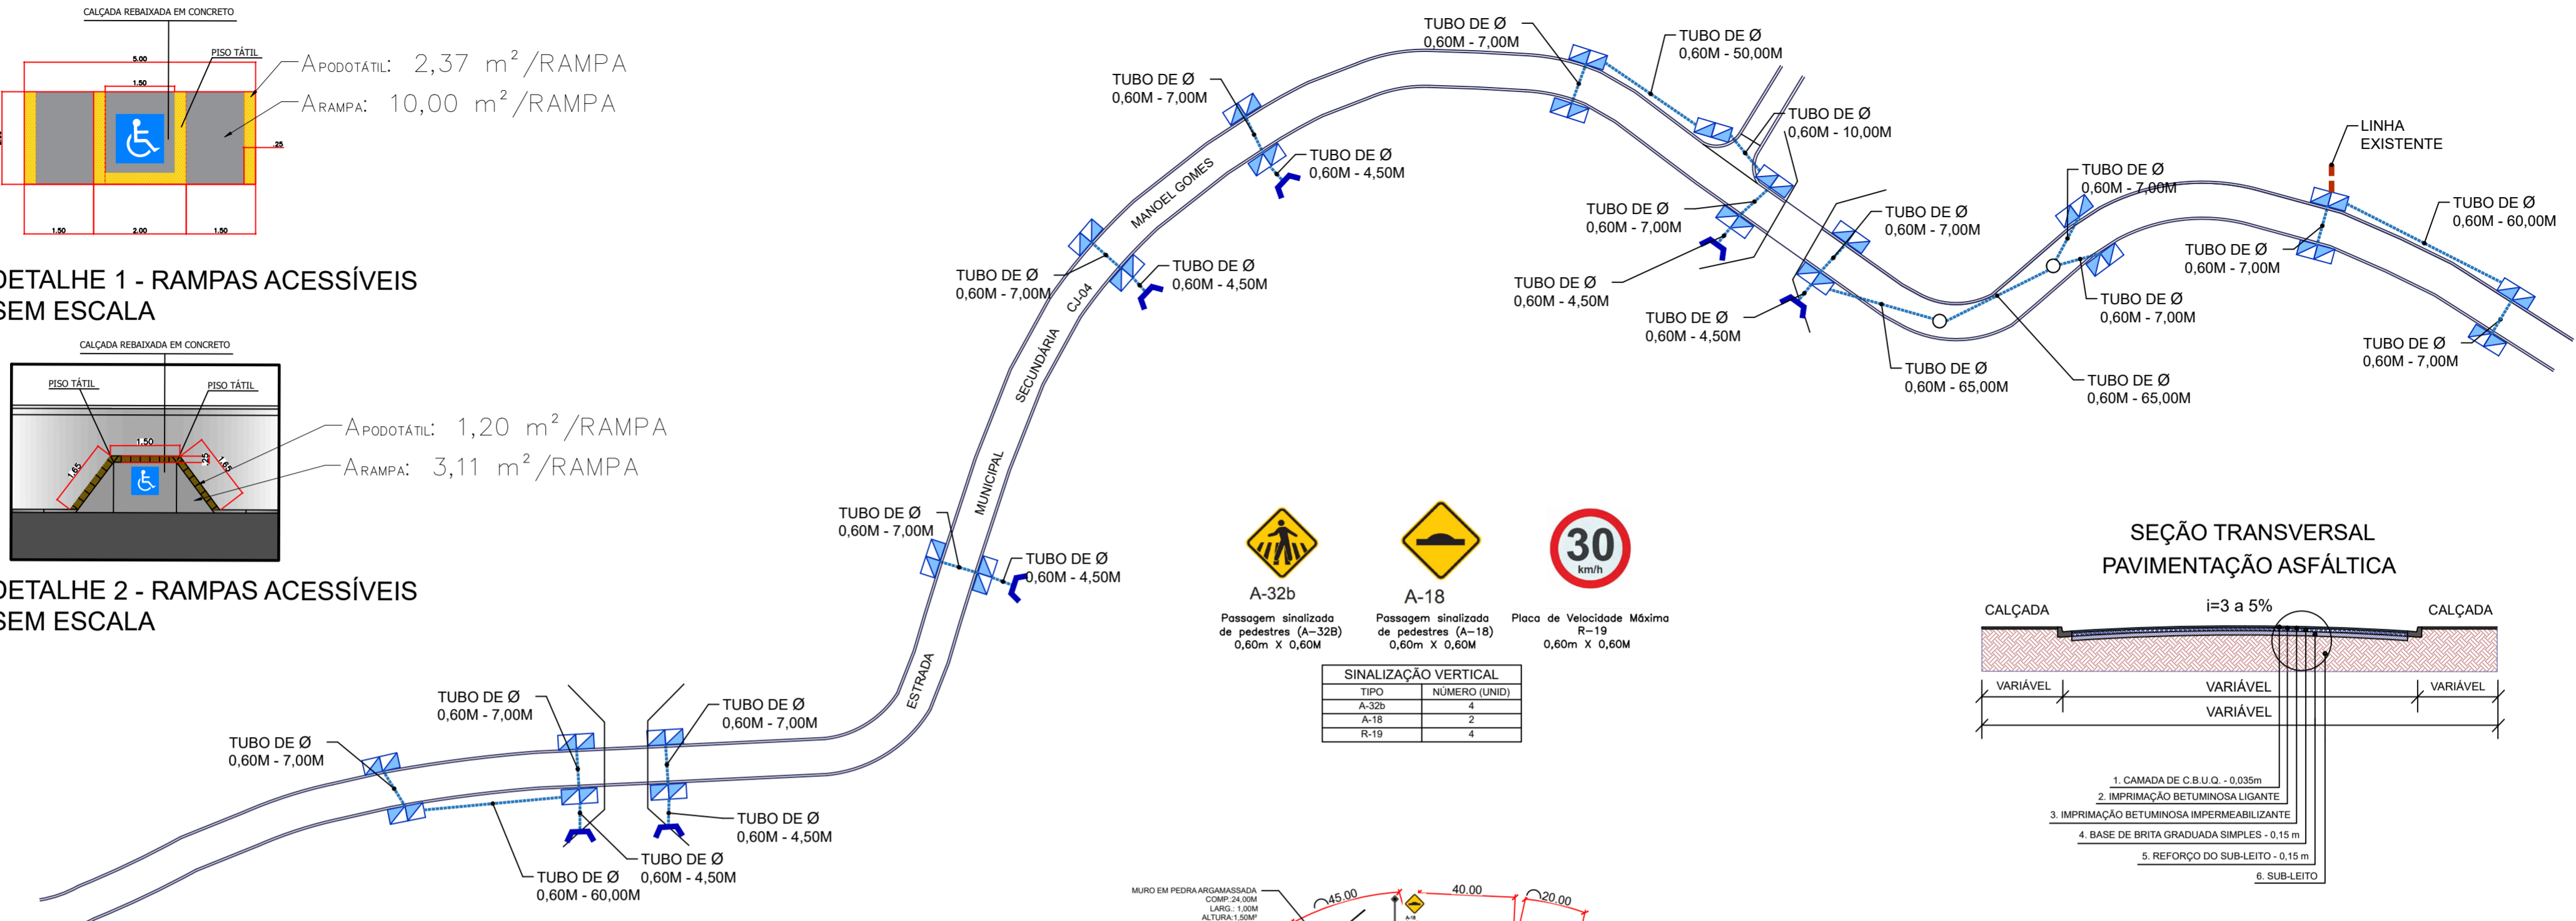 CALÇADA REBAIXADA EM CONCRETO
PISO TÁTIL
5.00
1.50
.25
1.50
2.00
1.50
APODOTÁTIL: 2,37 m²/RAMPA
ARAMPA: 10,00 m²/RAMPA
DETALHE 1 - RAMPAS ACESSÍVEIS
SEM ESCALA
CALÇADA REBAIXADA EM CONCRETO
PISO TÁTIL
PISO TÁTIL
1.50
.25
1.65
1.65
APODOTÁTIL: 1,20 m²/RAMPA
ARAMPA: 3,11 m²/RAMPA
DETALHE 2 - RAMPAS ACESSÍVEIS
SEM ESCALA
TUBO DE Ø
0,60M - 7,00M
TUBO DE Ø
0,60M - 50,00M
TUBO DE Ø
0,60M - 7,00M
TUBO DE Ø
0,60M - 10,00M
TUBO DE Ø
0,60M - 4,50M
LINHA
EXISTENTE
TUBO DE Ø
0,60M - 7,00M
TUBO DE Ø
0,60M - 60,00M
TUBO DE Ø
0,60M - 7,00M
TUBO DE Ø
0,60M - 7,00M
TUBO DE Ø
0,60M - 7,00M
TUBO DE Ø
0,60M - 7,00M
TUBO DE Ø
0,60M - 4,50M
TUBO DE Ø
0,60M - 4,50M
TUBO DE Ø
0,60M - 4,50M
TUBO DE Ø
0,60M - 7,00M
TUBO DE Ø
0,60M - 7,00M
TUBO DE Ø
0,60M - 65,00M
TUBO DE Ø
0,60M - 65,00M
ESTRADA
MUNICIPAL
SECUNDÁRIA
CJ-04
MANOEL GOMES
TUBO DE Ø
0,60M - 7,00M
TUBO DE Ø
0,60M - 4,50M
TUBO DE Ø
0,60M - 7,00M
TUBO DE Ø
0,60M - 7,00M
TUBO DE Ø
0,60M - 7,00M
TUBO DE Ø
0,60M - 4,50M
TUBO DE Ø
0,60M - 4,50M
TUBO DE Ø
0,60M - 60,00M
A-32b
Passagem sinalizada
de pedestres (A-32B)
0,60m X 0,60M
A-18
Passagem sinalizada
de pedestres (A-18)
0,60m X 0,60M
30
km/h
Placa de Velocidade Máxima
R-19
0,60m X 0,60M
SINALIZAÇÃO VERTICAL
TIPO NÚMERO (UNID)
A-32b 4
A-18 2
R-19 4
SEÇÃO TRANSVERSAL
PAVIMENTAÇÃO ASFÁLTICA
CALÇADA i=3 a 5% CALÇADA
VARIÁVEL VARIÁVEL VARIÁVEL
VARIÁVEL
1. CAMADA DE C.B.U.Q. - 0,035m
2. IMPRIMAÇÃO BETUMINOSA LIGANTE
3. IMPRIMAÇÃO BETUMINOSA IMPERMEABILIZANTE
4. BASE DE BRITA GRADUADA SIMPLES - 0,15 m
5. REFORÇO DO SUB-LEITO - 0,15 m
6. SUB-LEITO
MURO EM PEDRA ARGAMASSADA
COMP.:24,00M
LARG.: 1,00M
ALTURA:1,50M²
45.00
40.00
20.00
A-18